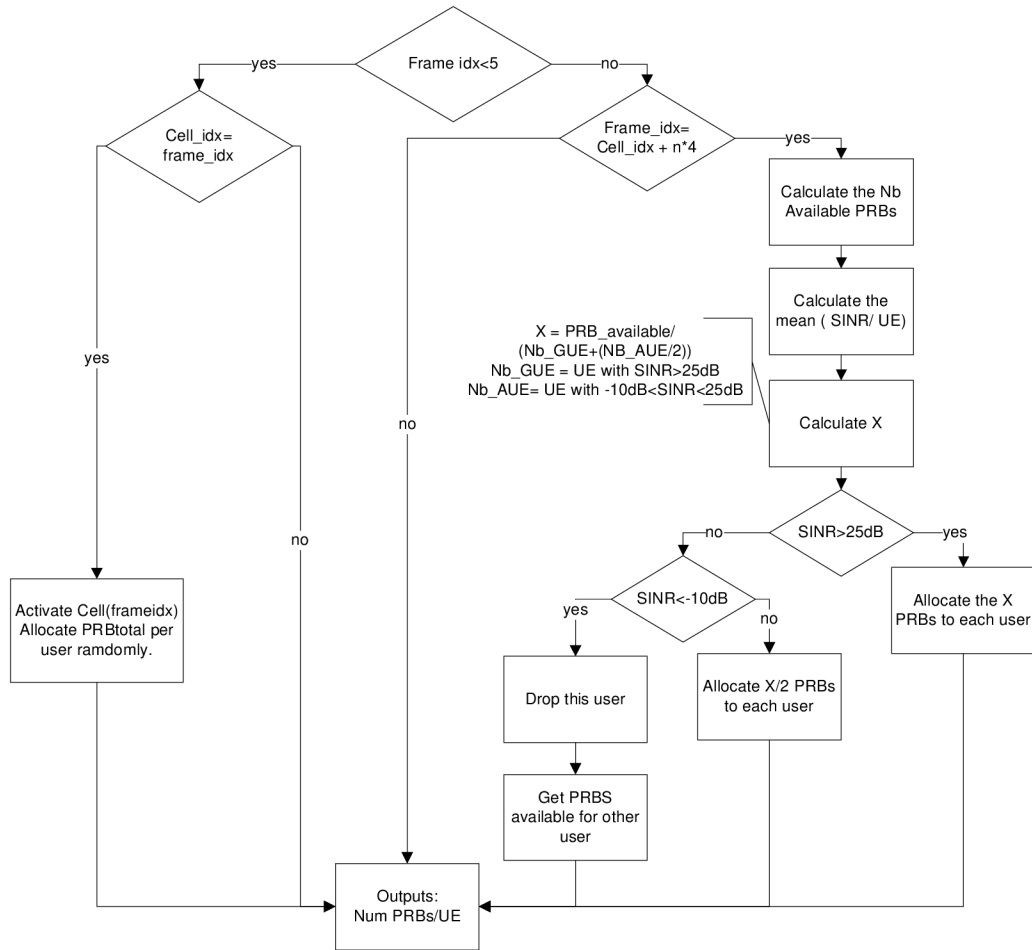 Frame idx<5
yes
no
Cell_idx=
frame_idx
Frame_idx=
Cell_idx + n*4
yes
Calculate the Nb
Available PRBs
Calculate the
mean ( SINR/ UE)
X = PRB_available/
(Nb_GUE+(NB_AUE/2))
Nb_GUE = UE with SINR>25dB
Nb_AUE= UE with -10dB<SINR<25dB
Calculate X
yes
no
no
SINR>25dB
no
yes
SINR<-10dB
yes
no
Activate Cell(frameidx)
Allocate PRBtotal per
user ramdomly.
Allocate the X
PRBs to each user
Drop this user
Allocate X/2 PRBs
to each user
Get PRBS
available for other
user
Outputs:
Num PRBs/UE